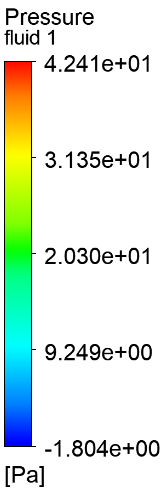 Pressure
fluid 1
4.241e+01
3.135e+01
2.030e+01
9.249e+00
-1.804e+00
[Pa]